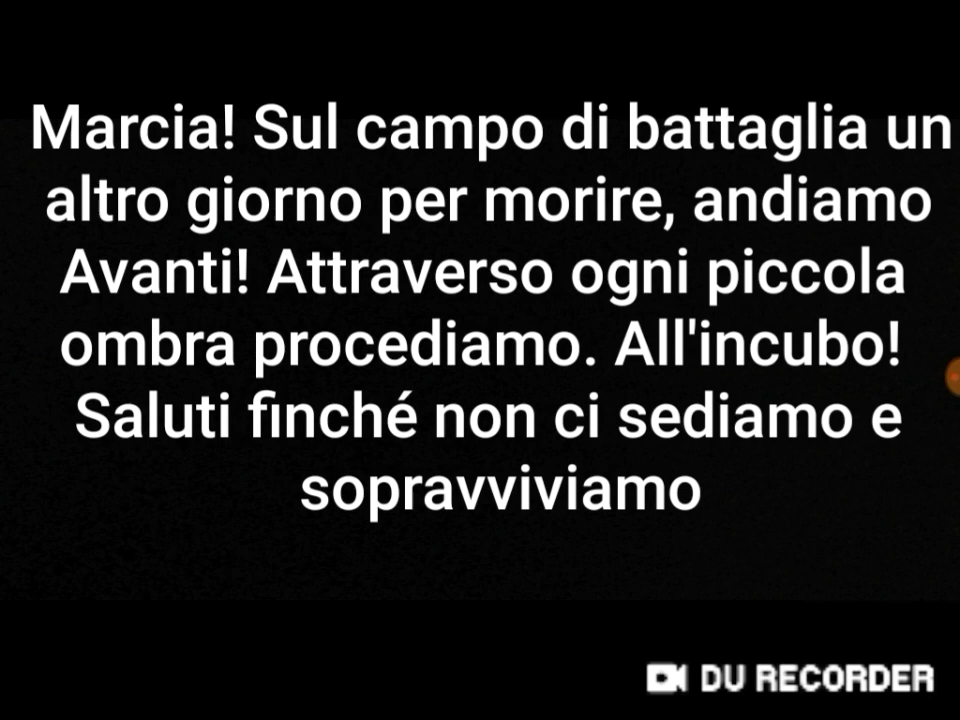 Marcia! Sul campo di battaglia un
altro giorno per morire, andiamo
Avanti! Attraverso ogni piccola
ombra procediamo. All'incubo!
Saluti finché non ci sediamo e
sopravviviamo
DU RECORDER